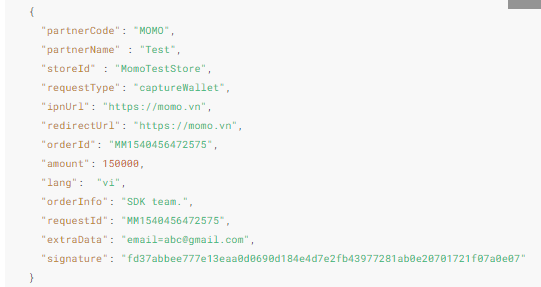 {
"partnerCode": "MOMO",
"partnerName" : "Test",
"storeId" : "MomoTestStore",
"requestType": "captureWallet",
"ipnUrl": "https://momo.vn",
"redirectUrl": "https://momo.vn",
"orderId": "MM1540456472575",
"amount": 150000,
"lang":  "vi",
"orderInfo": "SDK team.",
"requestId": "MM1540456472575",
"extraData": "email=abc@gmail.com",
"signature": "fd37abbee777e13eaa0d0690d184e4d7e2fb43977281ab0e20701721f07a0e07"
}